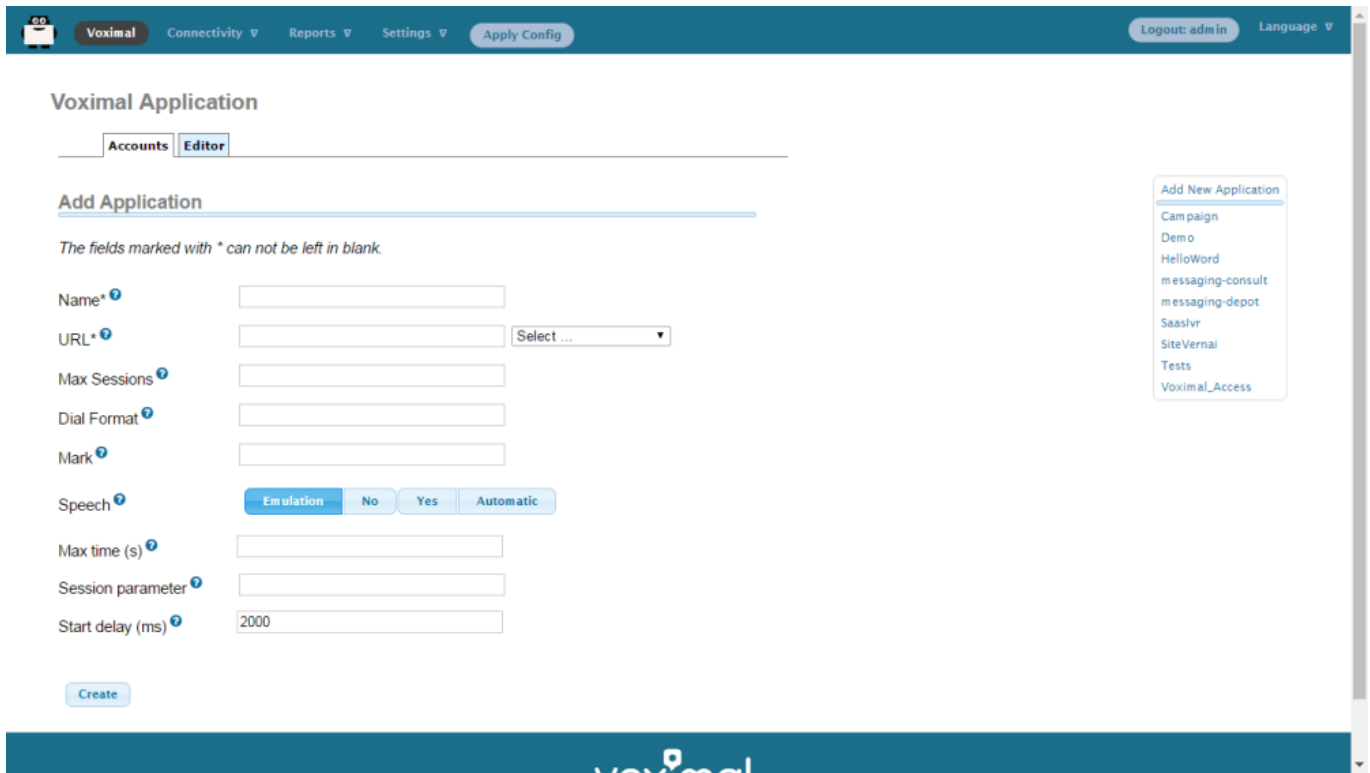 Voximal Connectivity ∇ Reports ∇ Settings ∇ Apply Config Logout: admin Language ∇
Voximal Application
Accounts Editor
Add Application
The fields marked with * can not be left in blank.
Name* ?
URL* ? Select ... ▼
Max Sessions ?
Dial Format ?
Mark ?
Speech ? Emulation No Yes Automatic
Max time (s) ?
Session parameter ?
Start delay (ms) ? 2000
Create
Add New Application
Campaign
Demo
HelloWord
messaging-consult
messaging-depot
SaasIvr
SiteVernai
Tests
Voximal_Access
voximal